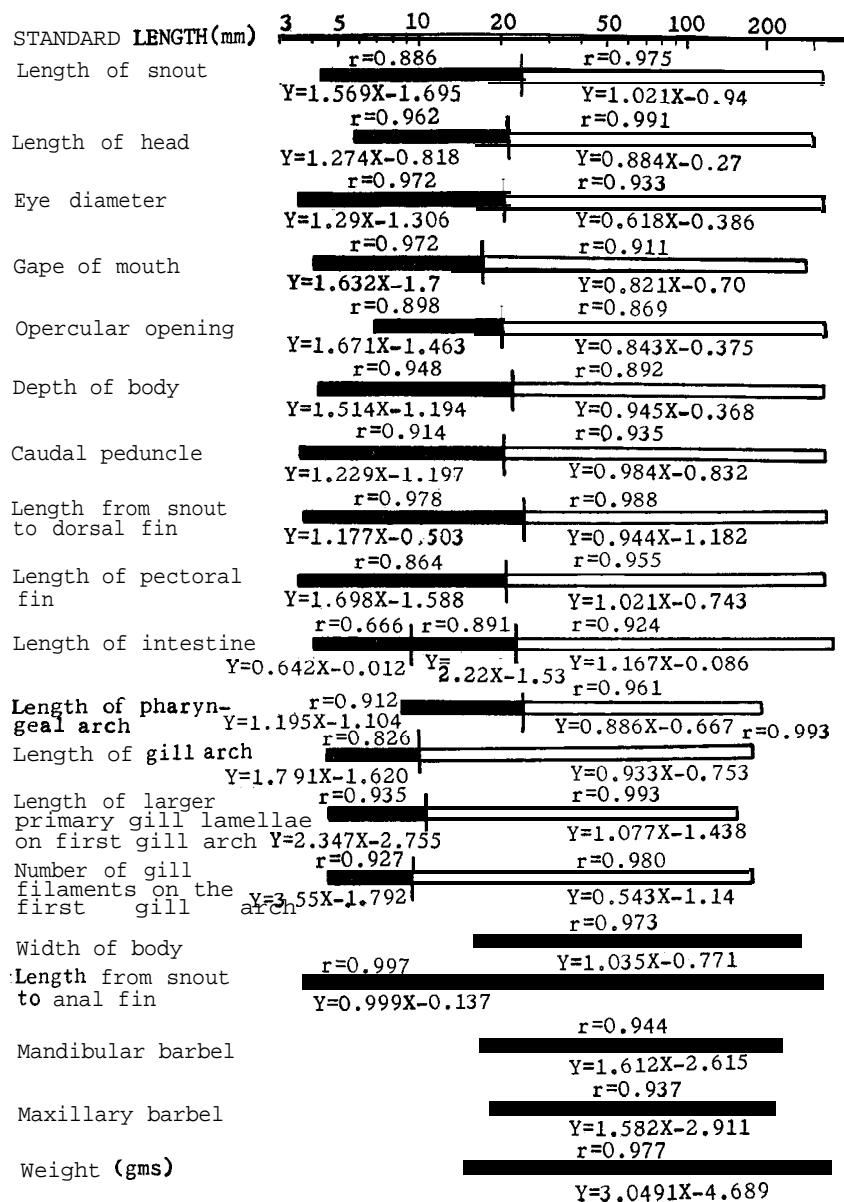 STANDARD LENGTH(mm) 3 5 10 20 50 100 200
r=0.886 r=0.975
Length of snout
Y=1.569X-1.695 Y=1.021X-0.94
r=0.962 r=0.991
Length of head
Y=1.274X-0.818 Y=0.884X-0.27
r=0.972 r=0.933
Eye diameter
Y=1.29X-1.306 Y=0.618X-0.386
r=0.972 r=0.911
Gape of mouth
Y=1.632X-1.7 Y=0.821X-0.70
r=0.898 r=0.869
Opercular opening
Y=1.671X-1.463 Y=0.843X-0.375
r=0.948 r=0.892
Depth of body
Y=1.514X-1.194 Y=0.945X-0.368
r=0.914 r=0.935
Caudal peduncle
Y=1.229X-1.197 Y=0.984X-0.832
r=0.978 r=0.988
Length from snout
to dorsal fin
Y=1.177X-0.503 Y=0.944X-1.182
r=0.864 r=0.955
Length of pectoral
fin
Y=1.698X-1.588 Y=1.021X-0.743
r=0.666 r=0.891 r=0.924
Length of intestine
Y=0.642X-0.012 Y=2.22X-1.53 Y=1.167X-0.086
r=0.912 r=0.961
Length of pharyn-
geal arch
Y=1.195X-1.104 Y=0.886X-0.667
r=0.826 r=0.993
Length of gill arch
Y=1.791X-1.620 Y=0.933X-0.753
r=0.935 r=0.993
Length of larger
primary gill lamellae
on first gill arch Y=2.347X-2.755 Y=1.077X-1.438
r=0.927 r=0.980
Number of gill
filaments on the
first gill arch
Y=3.55X-1.792 Y=0.543X-1.14
r=0.973
Width of body
Y=1.035X-0.771
r=0.997
Length from snout
to anal fin
Y=0.999X-0.137
r=0.944
Mandibular barbel
Y=1.612X-2.615
r=0.937
Maxillary barbel
Y=1.582X-2.911
r=0.977
Weight (gms)
Y=3.0491X-4.689